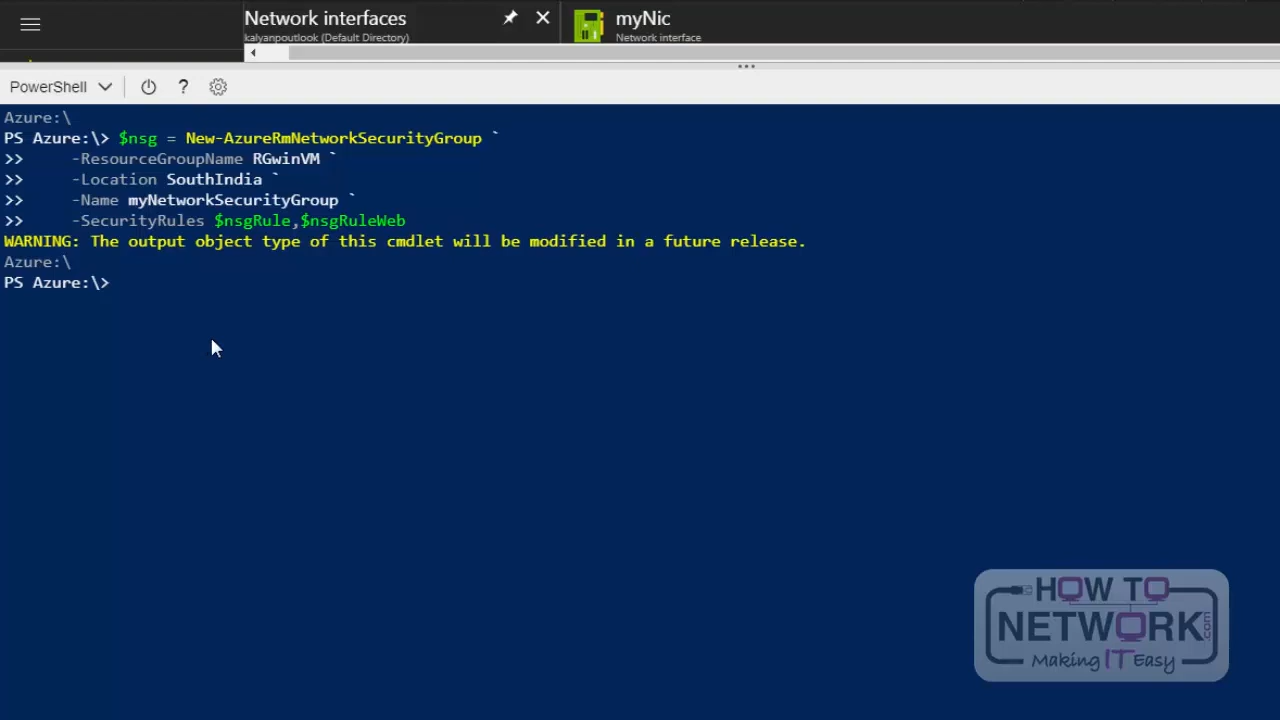 Network interfaces
kalyanpoutlook (Default Directory)
myNic
Network interface
PowerShell
?
Azure:\
PS Azure:\> $nsg = New-AzureRmNetworkSecurityGroup `
>>     -ResourceGroupName RGwinVM `
>>     -Location SouthIndia `
>>     -Name myNetworkSecurityGroup `
>>     -SecurityRules $nsgRule,$nsgRuleWeb
WARNING: The output object type of this cmdlet will be modified in a future release.
Azure:\
PS Azure:\>
HOW TO
NETWORK.com
Making IT Easy